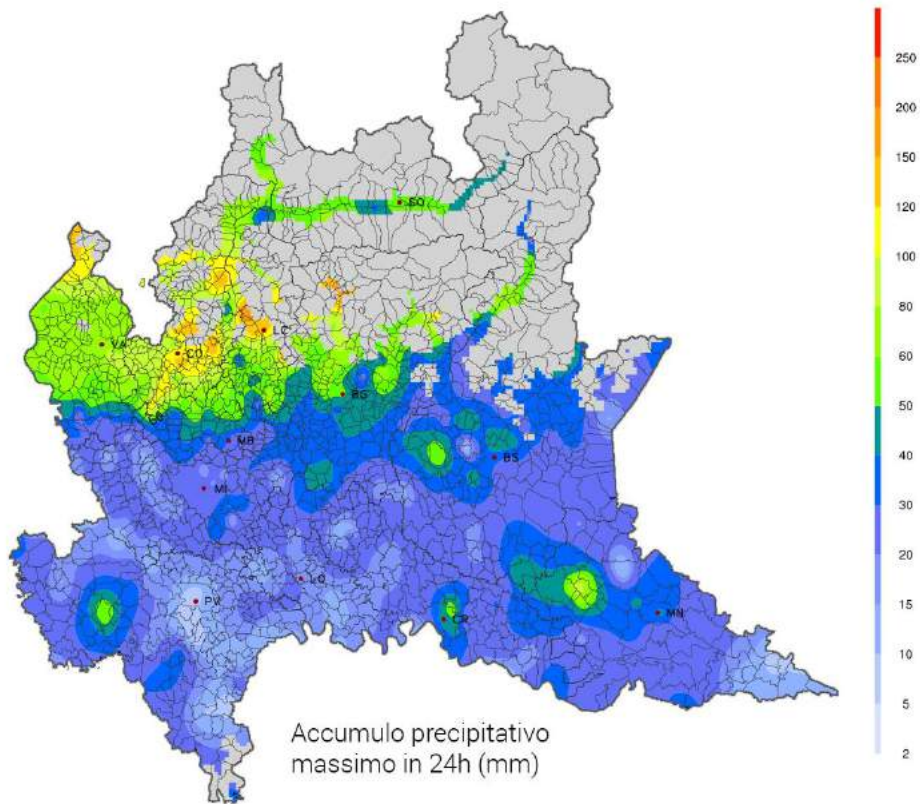 250
200
150
120
100
80
60
50
40
30
20
15
10
5
2
SO
VA
CO
LC
BG
MB
BS
MI
LO
PV
CR
MN
Accumulo precipitativo
massimo in 24h (mm)